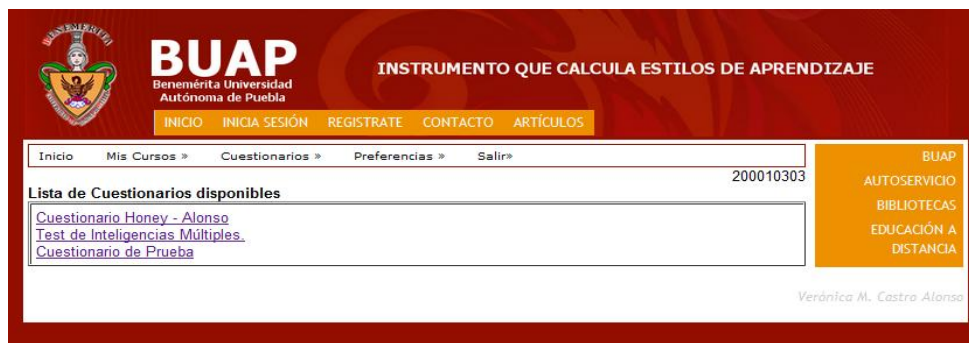 BENEMÉRITA
BUAP
Benemérita Universidad
Autónoma de Puebla
INSTRUMENTO QUE CALCULA ESTILOS DE APRENDIZAJE
INICIO INICIA SESIÓN REGISTRATE CONTACTO ARTÍCULOS
Inicio Mis Cursos » Cuestionarios » Preferencias » Salir»
200010303
Lista de Cuestionarios disponibles
Cuestionario Honey - Alonso
Test de Inteligencias Múltiples.
Cuestionario de Prueba
BUAP
AUTOSERVICIO
BIBLIOTECAS
EDUCACIÓN A
DISTANCIA
Verónica M. Castro Alonso